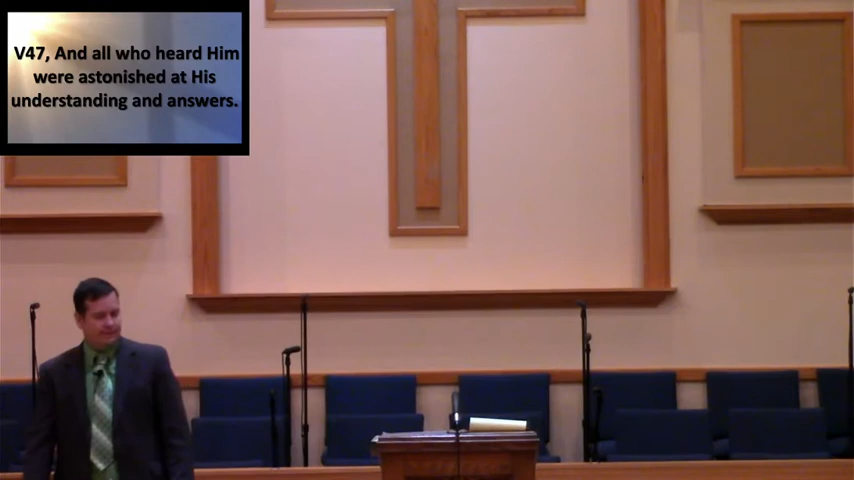 V47, And all who heard Him
were astonished at His
understanding and answers.